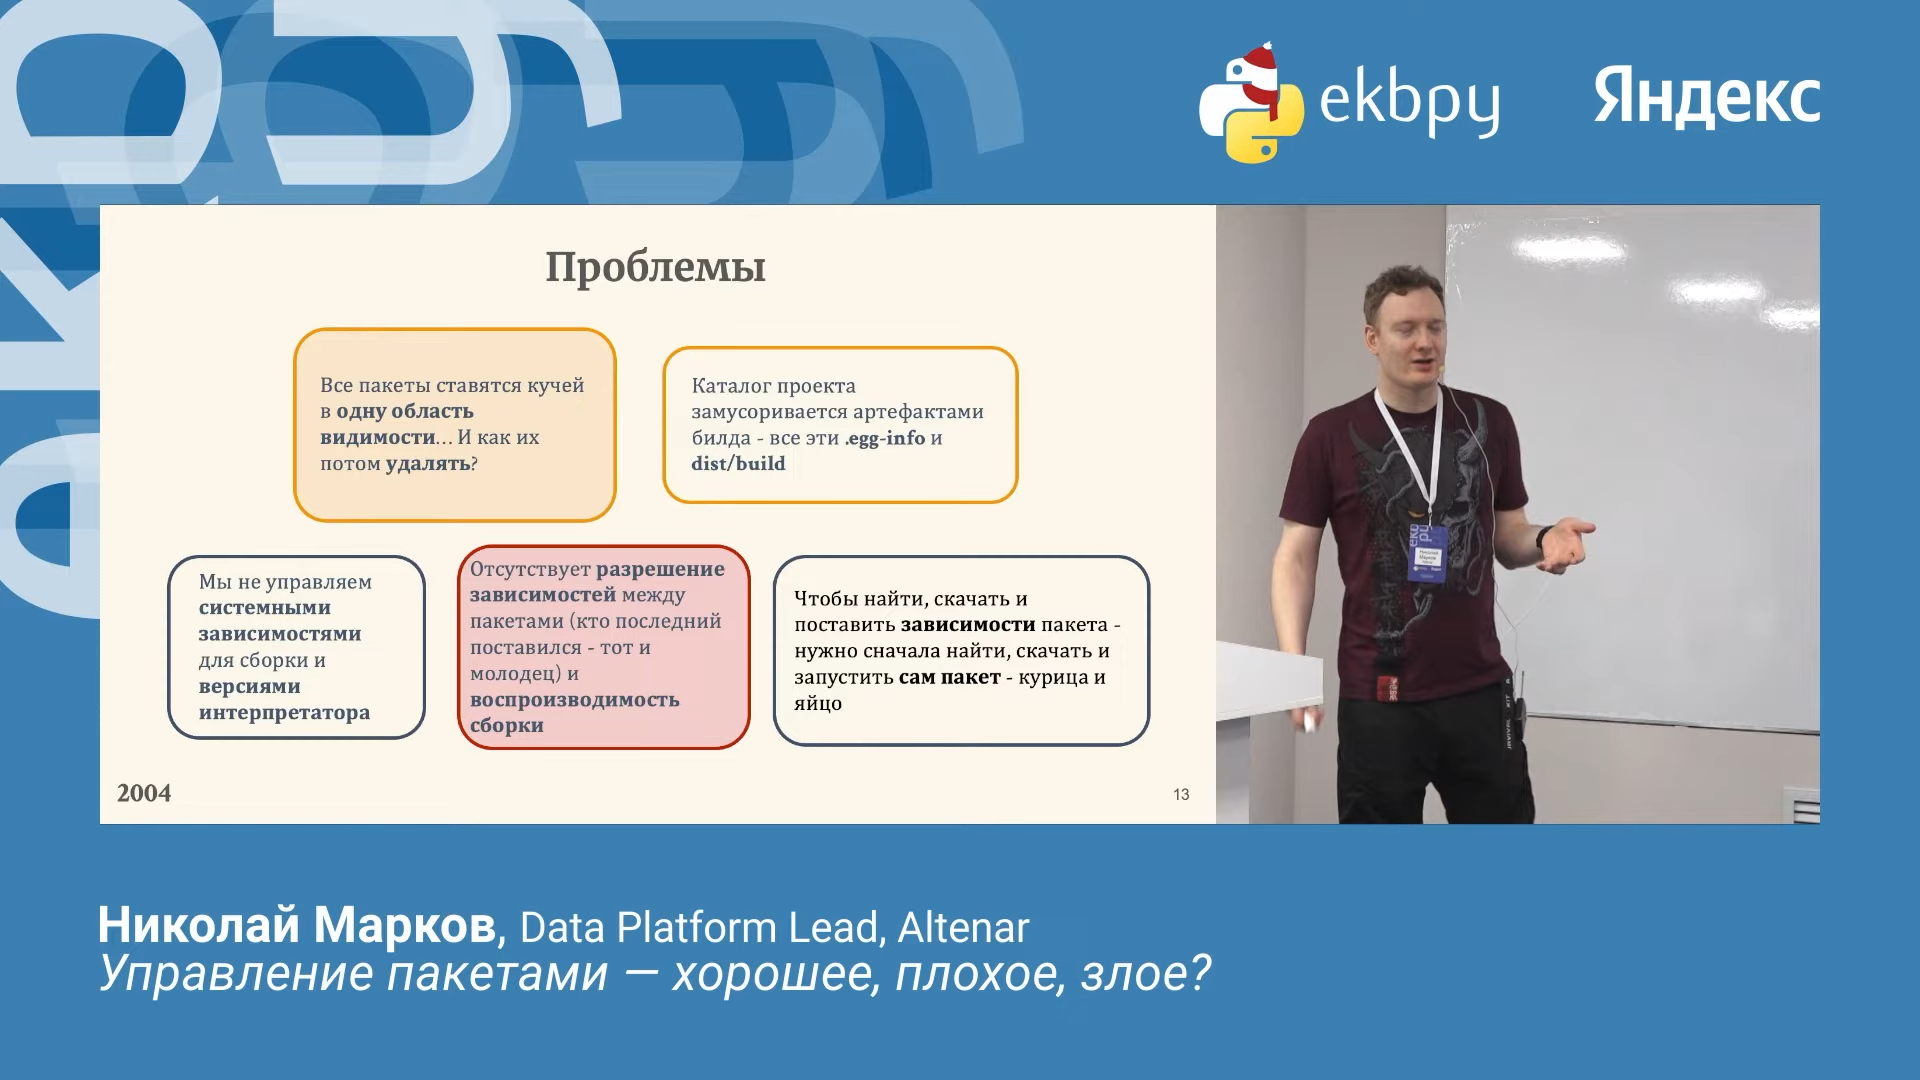 ekbpy
Яндекс
Проблемы
Все пакеты ставятся кучей
в одну область
видимости... И как их
потом удалять?
Каталог проекта
замусоривается артефактами
билда - все эти .egg-info и
dist/build
Мы не управляем
системными
зависимостями
для сборки и
версиями
интерпретатора
Отсутствует разрешение
зависимостей между
пакетами (кто последний
поставился - тот и
молодец) и
воспроизводимость
сборки
Чтобы найти, скачать и
поставить зависимости пакета -
нужно сначала найти, скачать и
запустить сам пакет - курица и
яйцо
2004
13
Николай
Марков
Николай Марков, Data Platform Lead, Altenar
Управление пакетами — хорошее, плохое, злое?